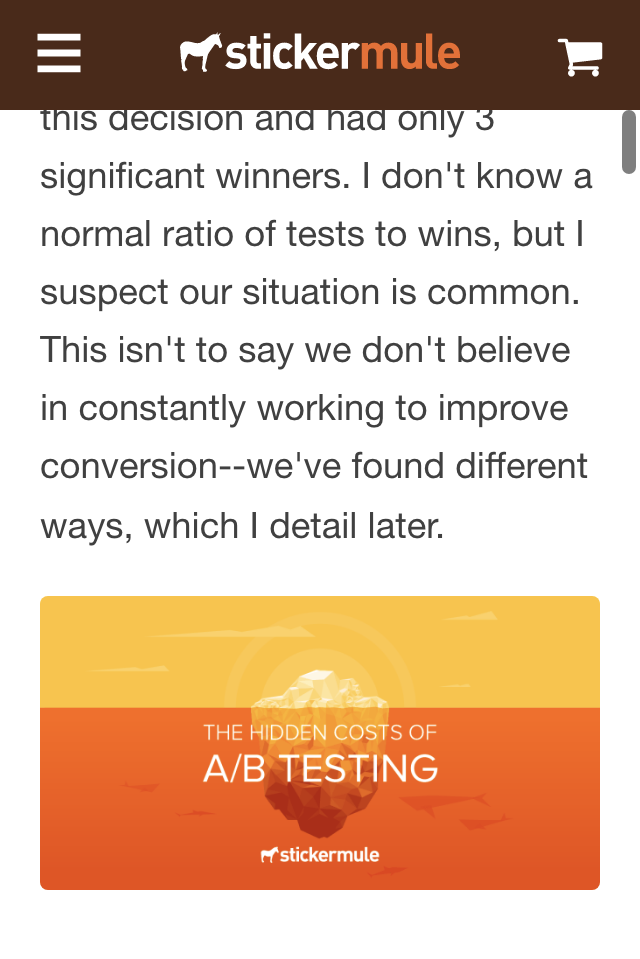 stickermule
this decision and had only 3
significant winners. I don't know a
normal ratio of tests to wins, but I
suspect our situation is common.
This isn't to say we don't believe
in constantly working to improve
conversion--we've found different
ways, which I detail later.
THE HIDDEN COSTS OF
A/B TESTING
stickermule